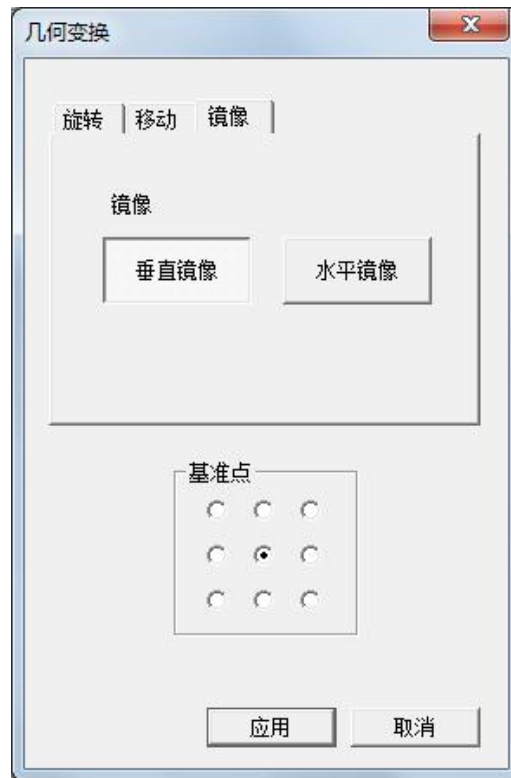 几何变换
旋转 移动 镜像
镜像
垂直镜像 水平镜像
基准点
应用 取消